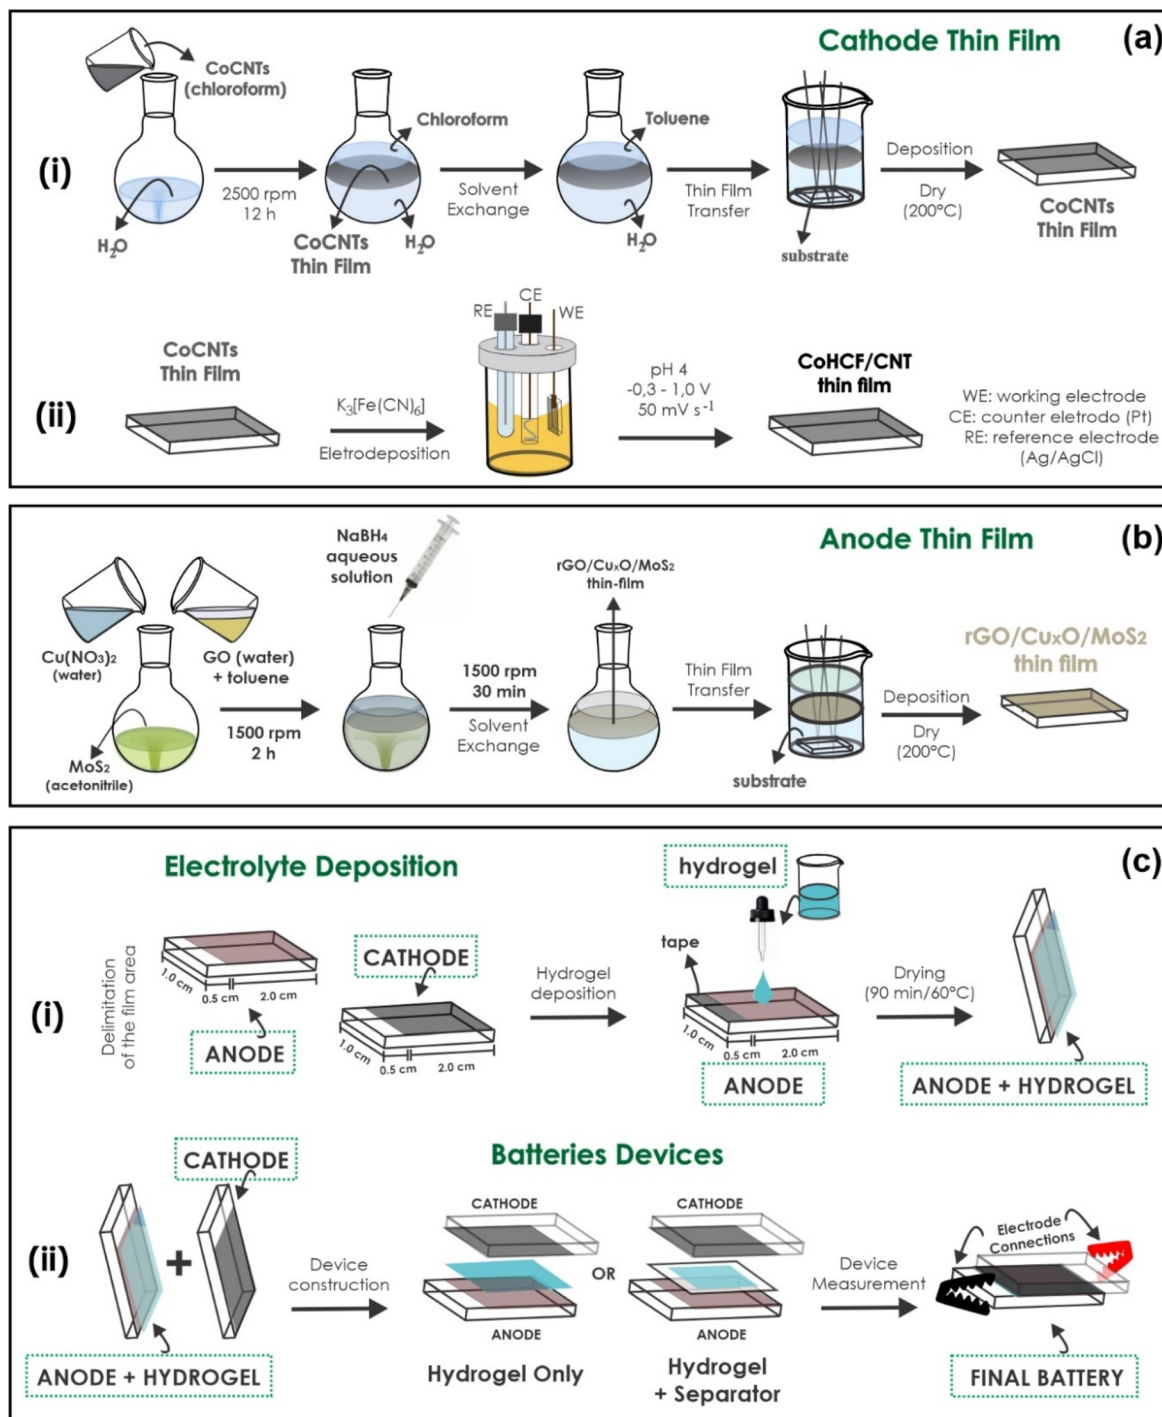 Cathode Thin Film
(a)
(i)
CoCNTs
(chloroform)
H2O
2500 rpm
12 h
Chloroform
CoCNTs
Thin Film
H2O
Solvent
Exchange
Toluene
H2O
Thin Film
Transfer
substrate
Deposition
Dry
(200°C)
CoCNTs
Thin Film
(ii)
CoCNTs
Thin Film
K3[Fe(CN)6]
Eletrodeposition
RE
CE
WE
pH 4
-0,3 - 1,0 V
50 mV s-1
CoHCF/CNT
thin film
WE: working electrode
CE: counter eletrodo (Pt)
RE: reference electrode
(Ag/AgCl)
Anode Thin Film
(b)
Cu(NO3)2
(water)
GO (water)
+ toluene
MoS2
(acetonitrile)
1500 rpm
2 h
NaBH4
aqueous
solution
1500 rpm
30 min
Solvent
Exchange
rGO/CuxO/MoS2
thin-film
Thin Film
Transfer
substrate
Deposition
Dry
(200°C)
rGO/CuxO/MoS2
thin film
(c)
Electrolyte Deposition
(i)
Delimitation
of the film area
1.0 cm
0.5 cm
2.0 cm
ANODE
CATHODE
1.0 cm
0.5 cm
2.0 cm
Hydrogel
deposition
hydrogel
tape
1.0 cm
0.5 cm
2.0 cm
ANODE
Drying
(90 min/60°C)
ANODE + HYDROGEL
Batteries Devices
(ii)
CATHODE
+
ANODE + HYDROGEL
Device
construction
CATHODE
ANODE
Hydrogel Only
OR
CATHODE
ANODE
Hydrogel
+ Separator
Device
Measurement
Electrode
Connections
FINAL BATTERY